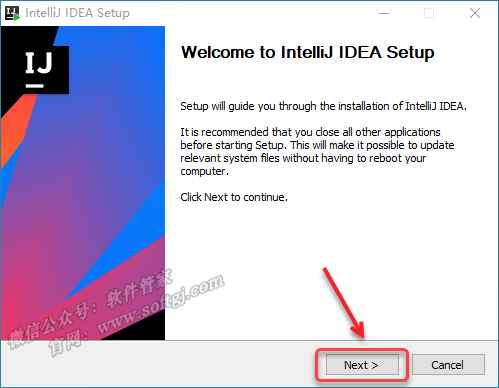 IntelliJ IDEA Setup
IJ
Welcome to IntelliJ IDEA Setup
Setup will guide you through the installation of IntelliJ IDEA.
It is recommended that you close all other applications
before starting Setup. This will make it possible to update
relevant system files without having to reboot your
computer.
Click Next to continue.
微信公众号：软件管家
官网：www.softgj.com
Next >
Cancel